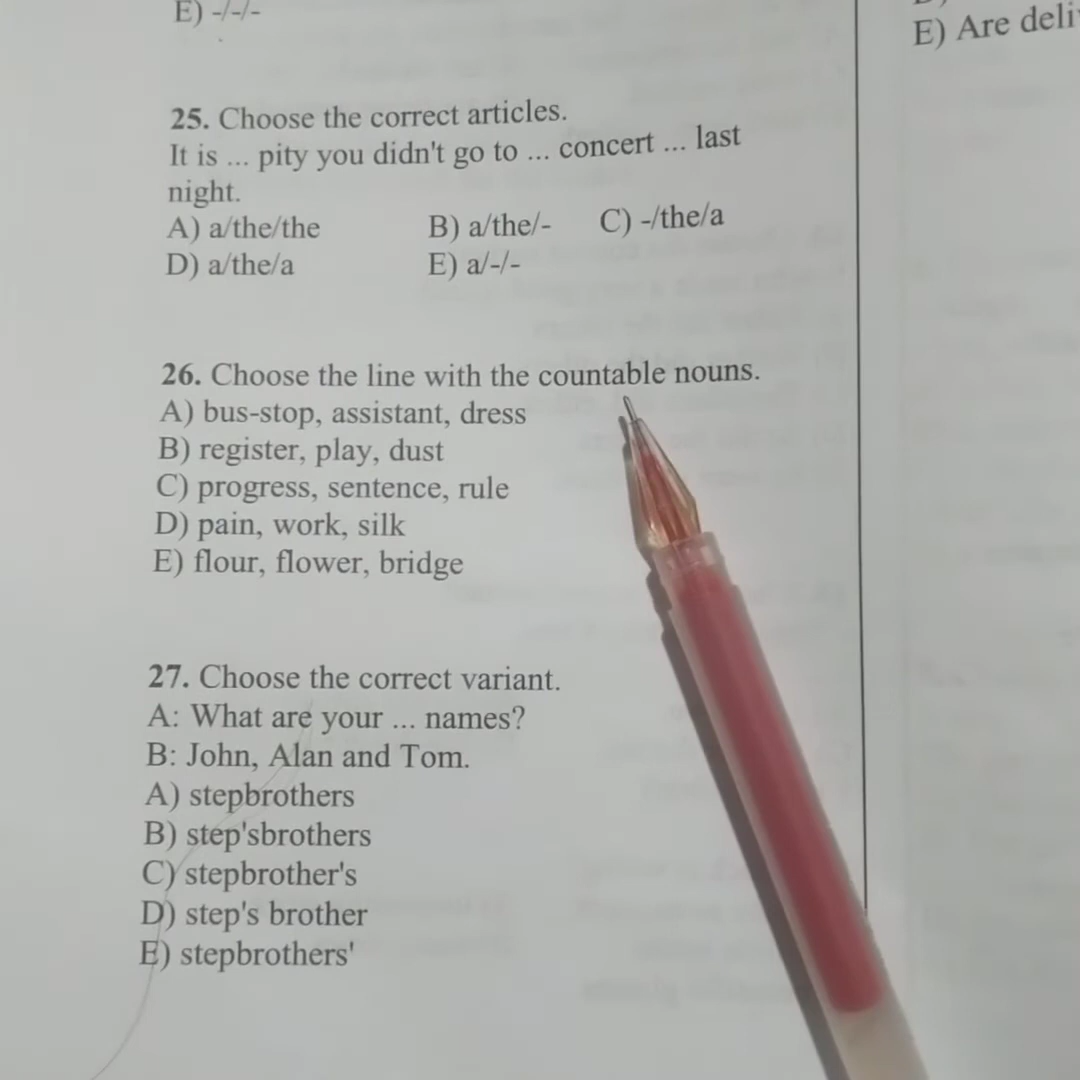 E) -/-/-
25. Choose the correct articles.
It is ... pity you didn't go to ... concert ... last
night.
A) a/the/the B) a/the/- C) -/the/a
D) a/the/a E) a/-/-
26. Choose the line with the countable nouns.
A) bus-stop, assistant, dress
B) register, play, dust
C) progress, sentence, rule
D) pain, work, silk
E) flour, flower, bridge
27. Choose the correct variant.
A: What are your ... names?
B: John, Alan and Tom.
A) stepbrothers
B) step'sbrothers
C) stepbrother's
D) step's brother
E) stepbrothers'
E) Are